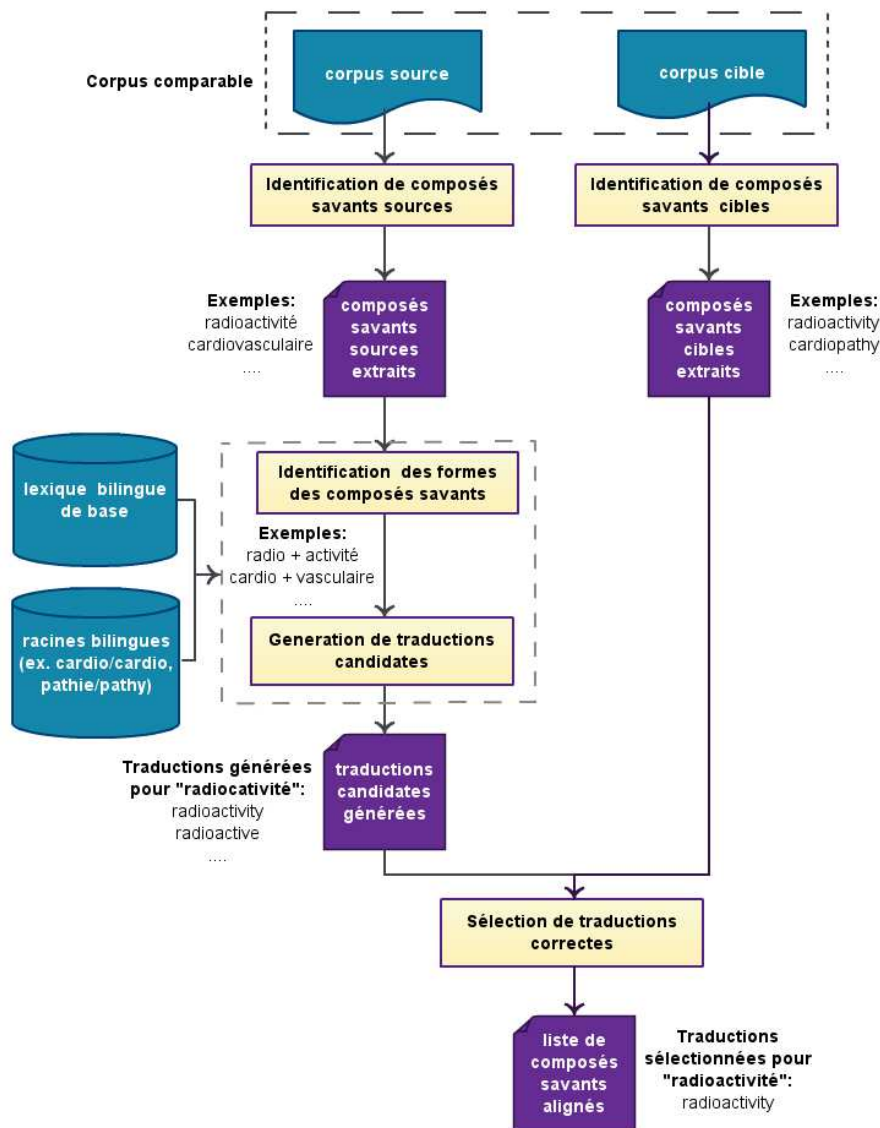 corpus source
corpus cible
Corpus comparable
Identification de composés
savants sources
Identification de composés
savants cibles
Exemples:
radioactivité
cardiovasculaire
....
composés
savants
sources
extraits
composés
savants
cibles
extraits
Exemples:
radioactivity
cardiopathy
....
lexique bilingue
de base
Identification des formes
des composés savants
Exemples:
radio + activité
cardio + vasculaire
....
racines bilingues
(ex. cardio/cardio,
pathie/pathy)
Generation de traductions
candidates
Traductions générées
pour "radiocativité":
radioactivity
radioactive
....
traductions
candidates
générées
Sélection de traductions
correctes
liste de
composés
savants
alignés
Traductions
sélectionnées pour
"radioactivité":
radioactivity